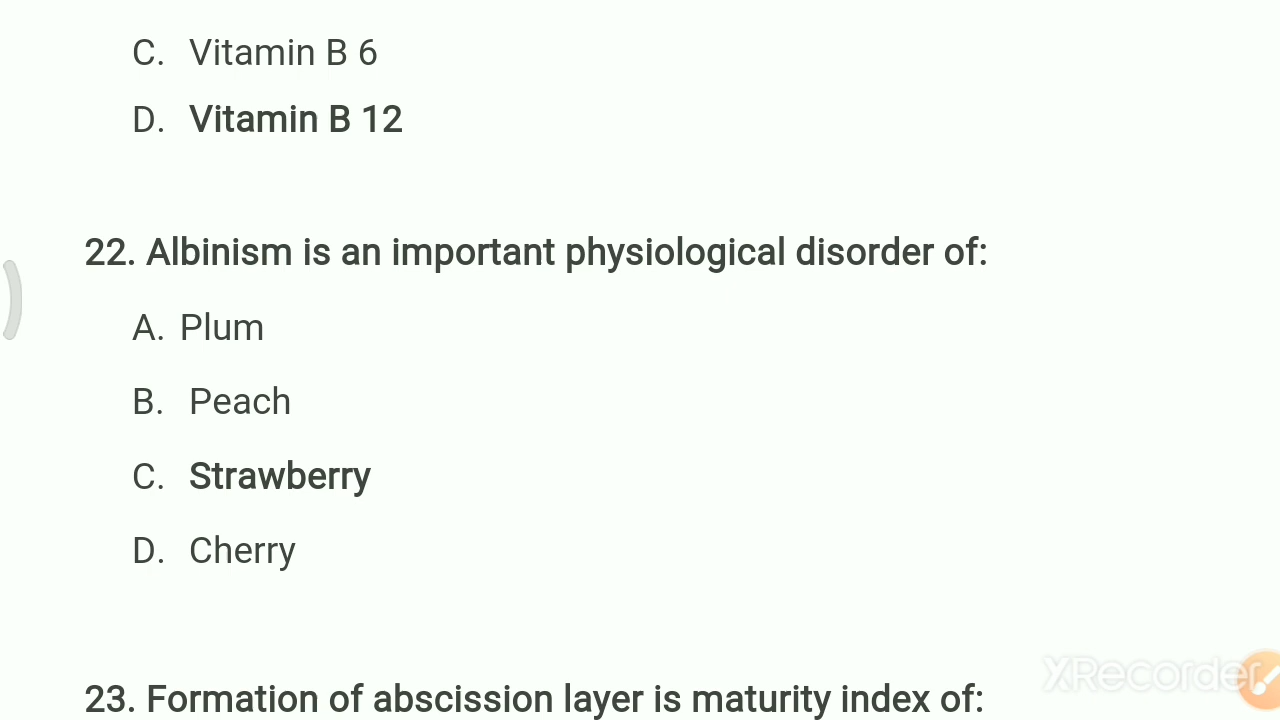 C. Vitamin B 6
D. Vitamin B 12
22. Albinism is an important physiological disorder of:
A. Plum
B. Peach
C. Strawberry
D. Cherry
XRecorder
23. Formation of abscission layer is maturity index of: